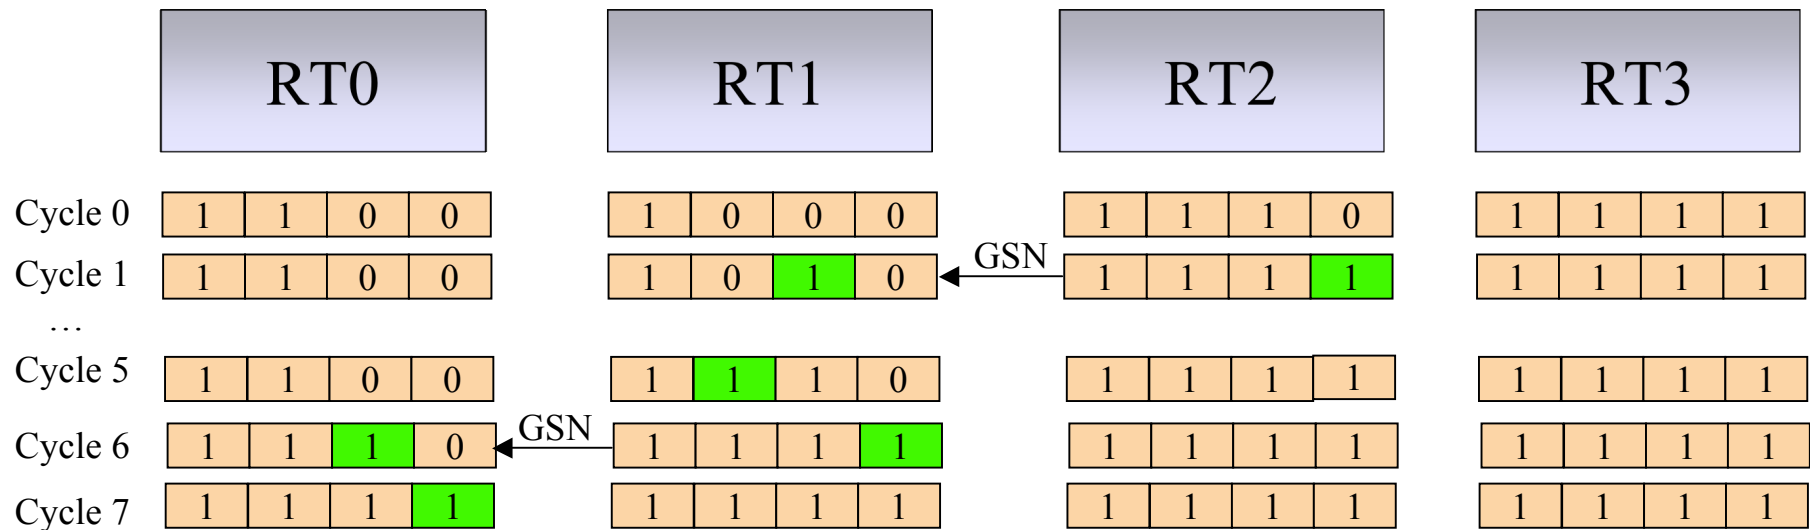 RT0 RT1 RT2 RT3
Cycle 0 1 1 0 0 1 0 0 0 1 1 1 0 1 1 1 1
Cycle 1 1 1 0 0 1 0 1 0 GSN 1 1 1 1 1 1 1 1
...
Cycle 5 1 1 0 0 1 1 1 0 1 1 1 1 1 1 1 1
Cycle 6 1 1 1 0 GSN 1 1 1 1 1 1 1 1 1 1 1 1
Cycle 7 1 1 1 1 1 1 1 1 1 1 1 1 1 1 1 1